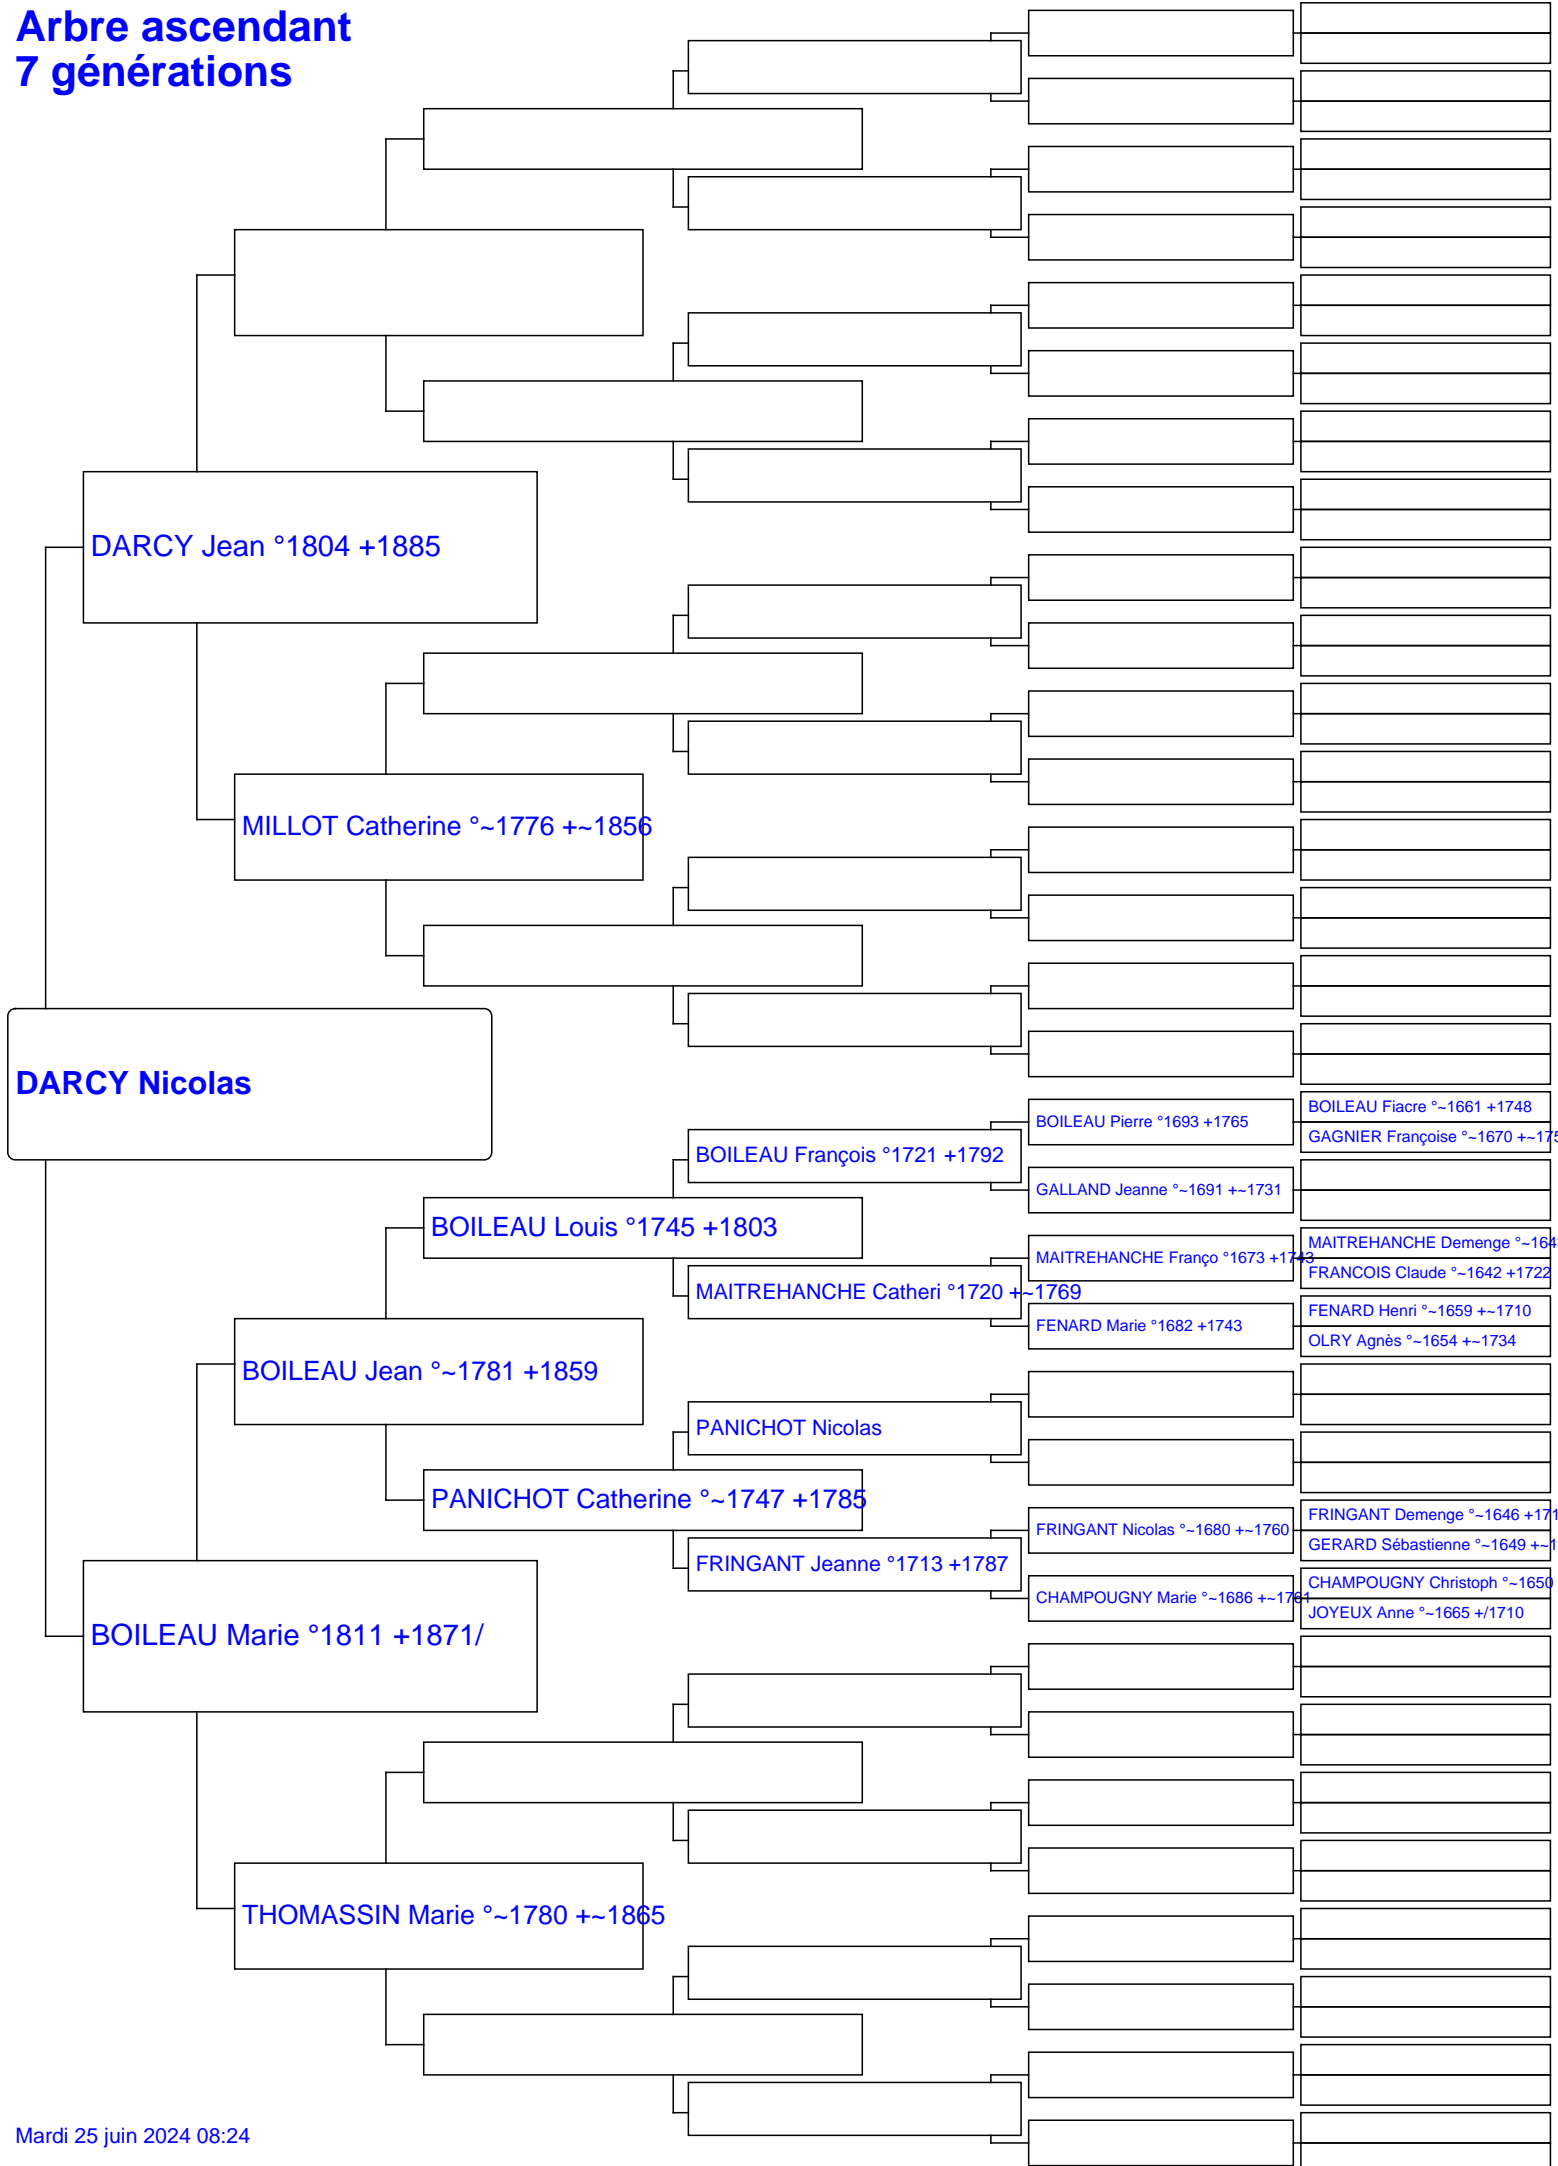 Arbre ascendant
7 générations
DARCY Jean °1804 +1885
MILLOT Catherine °~1776 +~1856
DARCY Nicolas
BOILEAU Fiacre °~1661 +1748
BOILEAU Pierre °1693 +1765
GAGNIER Françoise °~1670 +~175
BOILEAU François °1721 +1792
GALLAND Jeanne °~1691 +~1731
BOILEAU Louis °1745 +1803
MAITREHANCHE Demenge °~164
MAITREHANCHE Franço °1673 +1743
FRANCOIS Claude °~1642 +1722
MAITREHANCHE Catheri °1720 +~1769
FENARD Henri °~1659 +~1710
FENARD Marie °1682 +1743
OLRY Agnès °~1654 +~1734
BOILEAU Jean °~1781 +1859
PANICHOT Nicolas
PANICHOT Catherine °~1747 +1785
FRINGANT Demenge °~1646 +171
FRINGANT Nicolas °~1680 +~1760
GERARD Sébastienne °~1649 +~1
FRINGANT Jeanne °1713 +1787
CHAMPOUGNY Christoph °~1650
CHAMPOUGNY Marie °~1686 +~1761
JOYEUX Anne °~1665 +/1710
BOILEAU Marie °1811 +1871/
THOMASSIN Marie °~1780 +~1865
Mardi 25 juin 2024 08:24